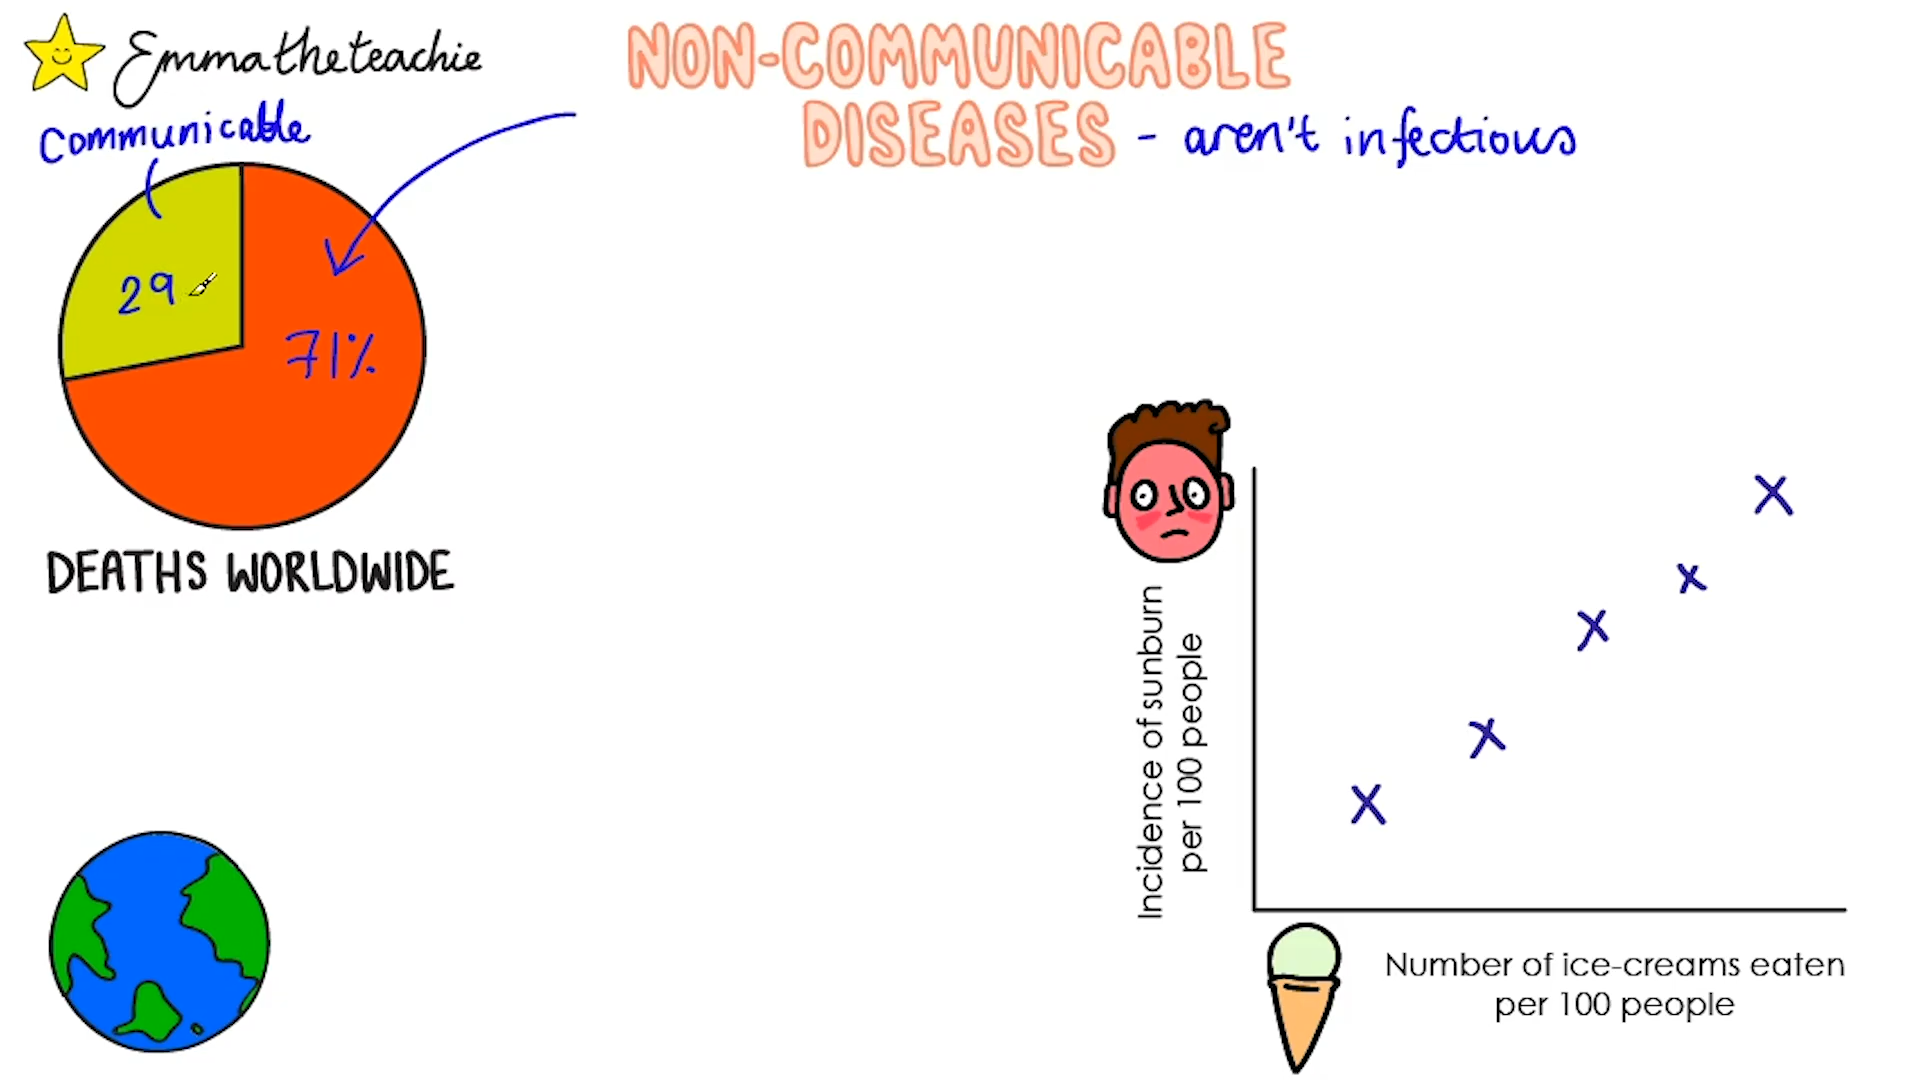 Emmatheteachie
NON-COMMUNICABLE
DISEASES - aren't infectious
Communicable
29
71%
DEATHS WORLDWIDE
Incidence of sunburn
per 100 people
Number of ice-creams eaten
per 100 people